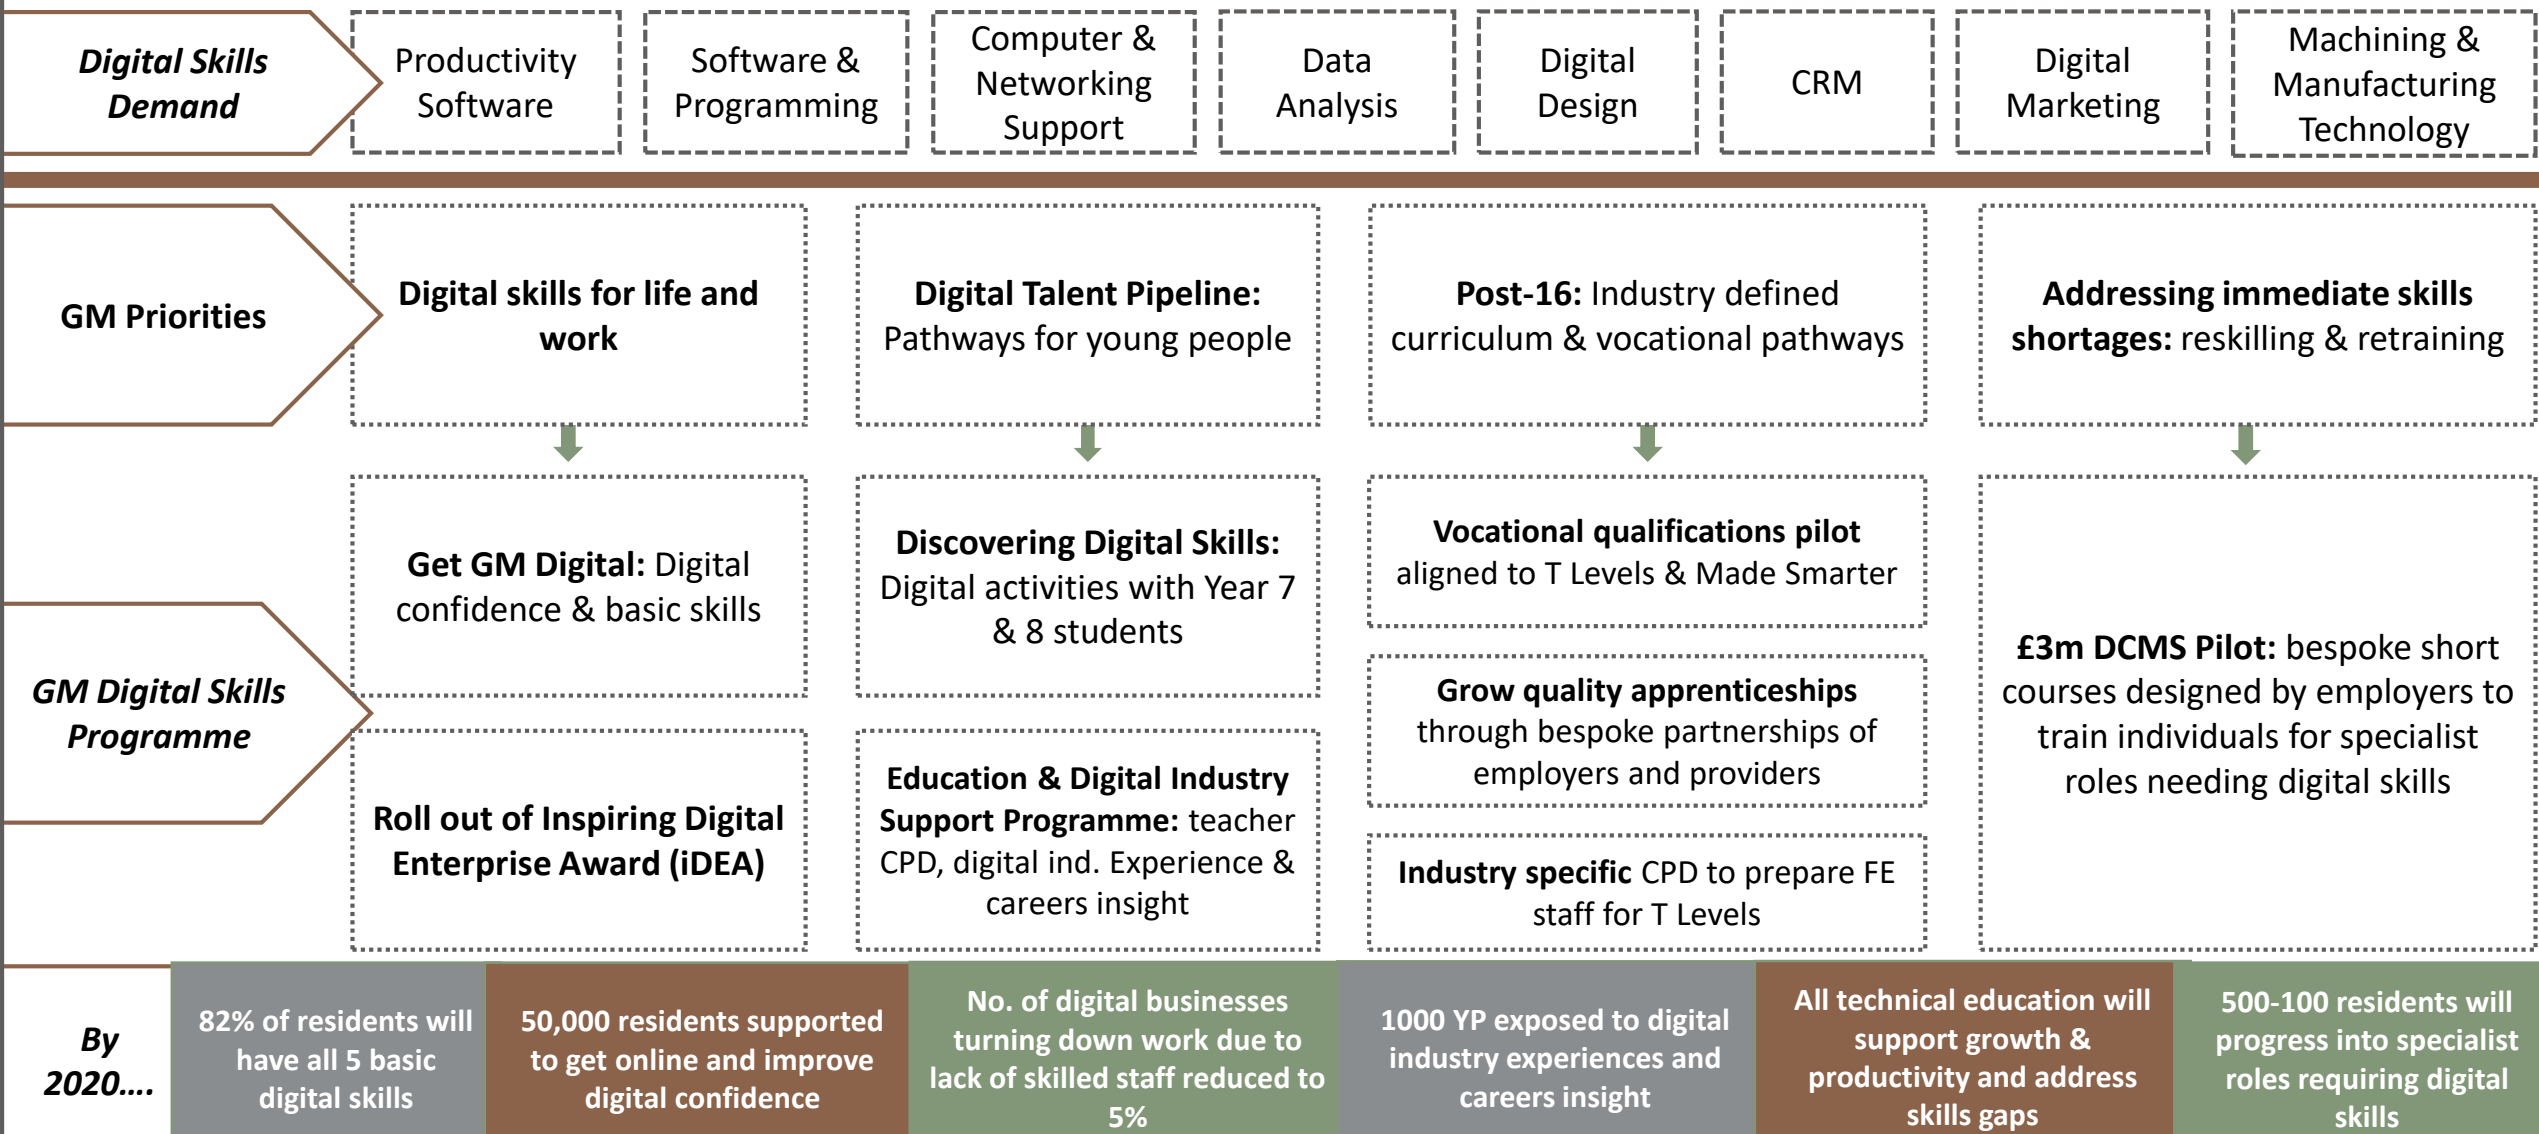 Digital Skills
Demand
Productivity
Software
Software &
Programming
Computer &
Networking
Support
Data
Analysis
Digital
Design
CRM
Digital
Marketing
Machining &
Manufacturing
Technology
GM Priorities
Digital skills for life and
work
Digital Talent Pipeline:
Pathways for young people
Post-16: Industry defined
curriculum & vocational pathways
Addressing immediate skills
shortages: reskilling & retraining
GM Digital Skills
Programme
Get GM Digital: Digital
confidence & basic skills
Roll out of Inspiring Digital
Enterprise Award (iDEA)
Discovering Digital Skills:
Digital activities with Year 7
& 8 students
Education & Digital Industry
Support Programme: teacher
CPD, digital ind. Experience &
careers insight
Vocational qualifications pilot
aligned to T Levels & Made Smarter
Grow quality apprenticeships
through bespoke partnerships of
employers and providers
Industry specific CPD to prepare FE
staff for T Levels
£3m DCMS Pilot: bespoke short
courses designed by employers to
train individuals for specialist
roles needing digital skills
By
2020....
82% of residents will
have all 5 basic
digital skills
50,000 residents supported
to get online and improve
digital confidence
No. of digital businesses
turning down work due to
lack of skilled staff reduced to
5%
1000 YP exposed to digital
industry experiences and
careers insight
All technical education will
support growth &
productivity and address
skills gaps
500-100 residents will
progress into specialist
roles requiring digital
skills